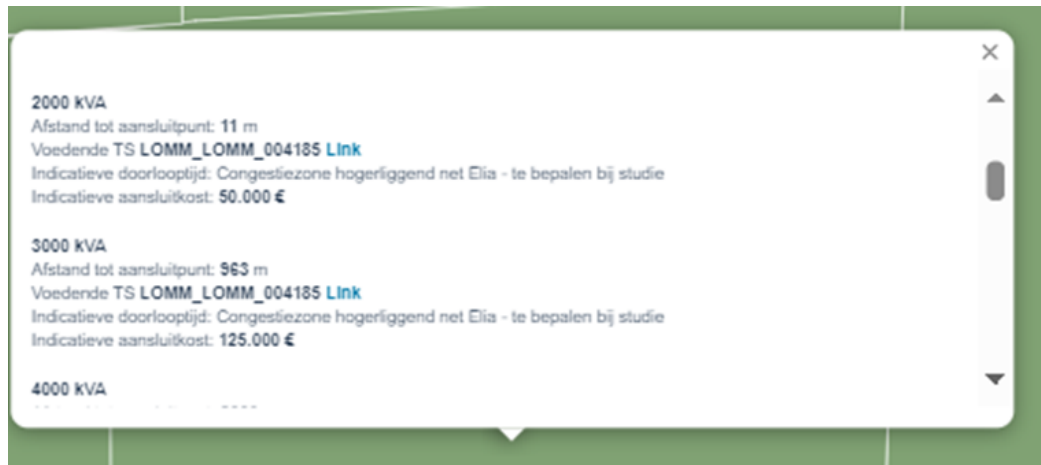 2000 kVA
Afstand tot aansluitpunt: 11 m
Voedende TS LOMM_LOMM_004185 Link
Indicatieve doorlooptijd: Congestiezone hogerliggend net Elia - te bepalen bij studie
Indicatieve aansluitkost: 50.000 €
3000 kVA
Afstand tot aansluitpunt: 963 m
Voedende TS LOMM_LOMM_004185 Link
Indicatieve doorlooptijd: Congestiezone hogerliggend net Elia - te bepalen bij studie
Indicatieve aansluitkost: 125.000 €
4000 kVA